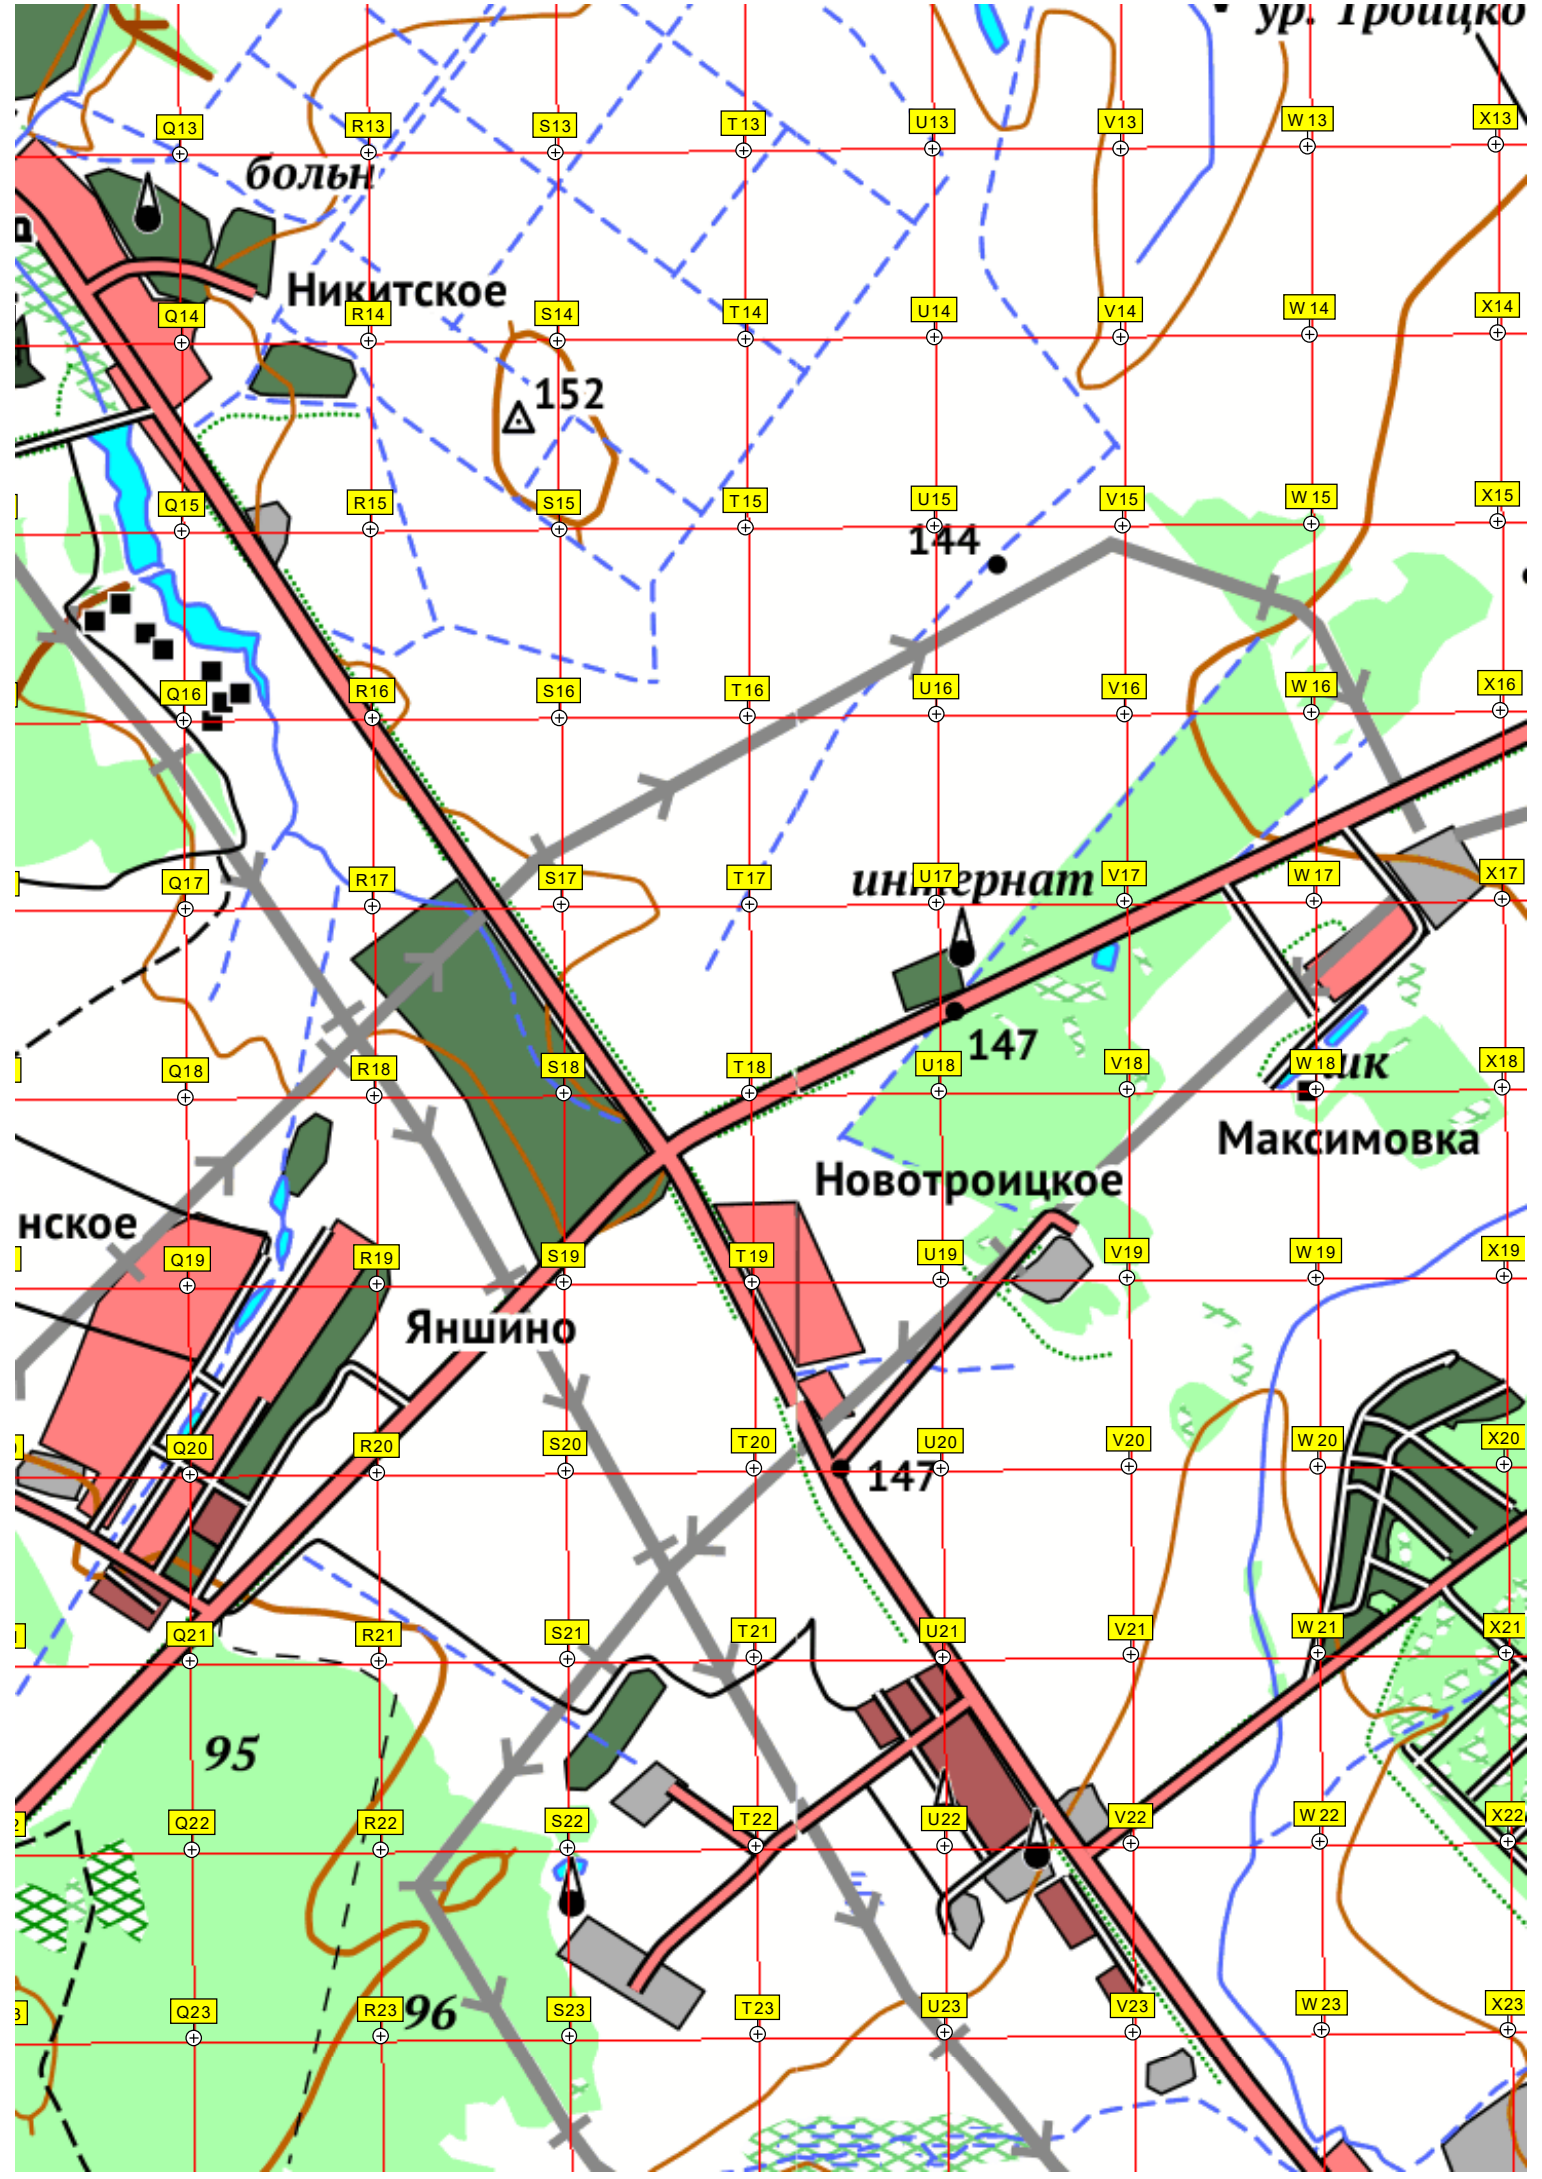 ур. Троицко
Q13 R13 S13 T13 U13 V13 W13 X13
больн
Никитское
Q14 R14 S14 T14 U14 V14 W14 X14
152
Q15 R15 S15 T15 U15 V15 W15 X15
144
Q16 R16 S16 T16 U16 V16 W16 X16
Q17 R17 S17 T17 U17 V17 W17 X17
интернат
147
Q18 R18 S18 T18 U18 V18 W18 X18
ик
Максимовка
Новотроицкое
нское
Q19 R19 S19 T19 U19 V19 W19 X19
Яншино
Q20 R20 S20 T20 U20 V20 W20 X20
147
Q21 R21 S21 T21 U21 V21 W21 X21
95
Q22 R22 S22 T22 U22 V22 W22 X22
96
Q23 R23 S23 T23 U23 V23 W23 X23